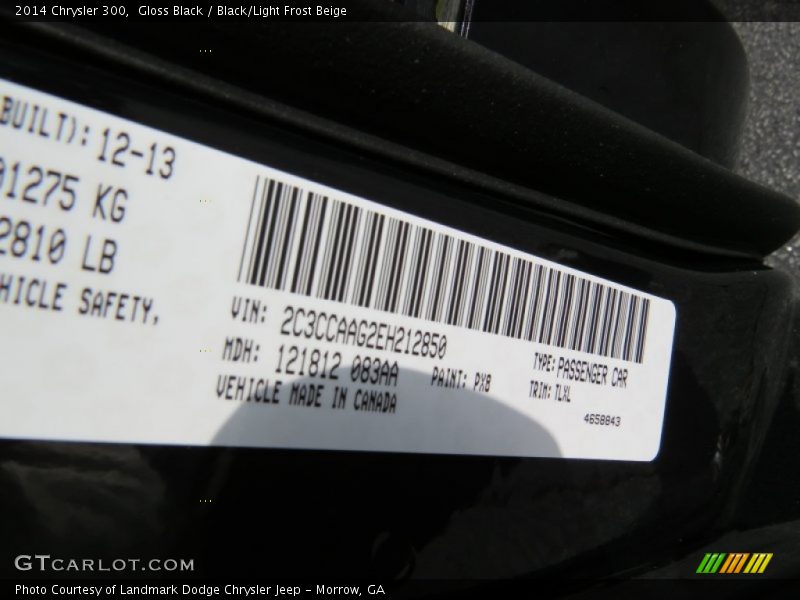 2014 Chrysler 300,  Gloss Black / Black/Light Frost Beige
BUILT): 12-13
01275 KG
2810 LB
HICLE SAFETY,
VIN: 2C3CCAAG2EH212850
MDH: 121812 083AA
PAINT: PX8
TYPE: PASSENGER CAR
TRIM: TLXL
VEHICLE MADE IN CANADA
4658843
GTCARLOT.COM
Photo Courtesy of Landmark Dodge Chrysler Jeep – Morrow, GA